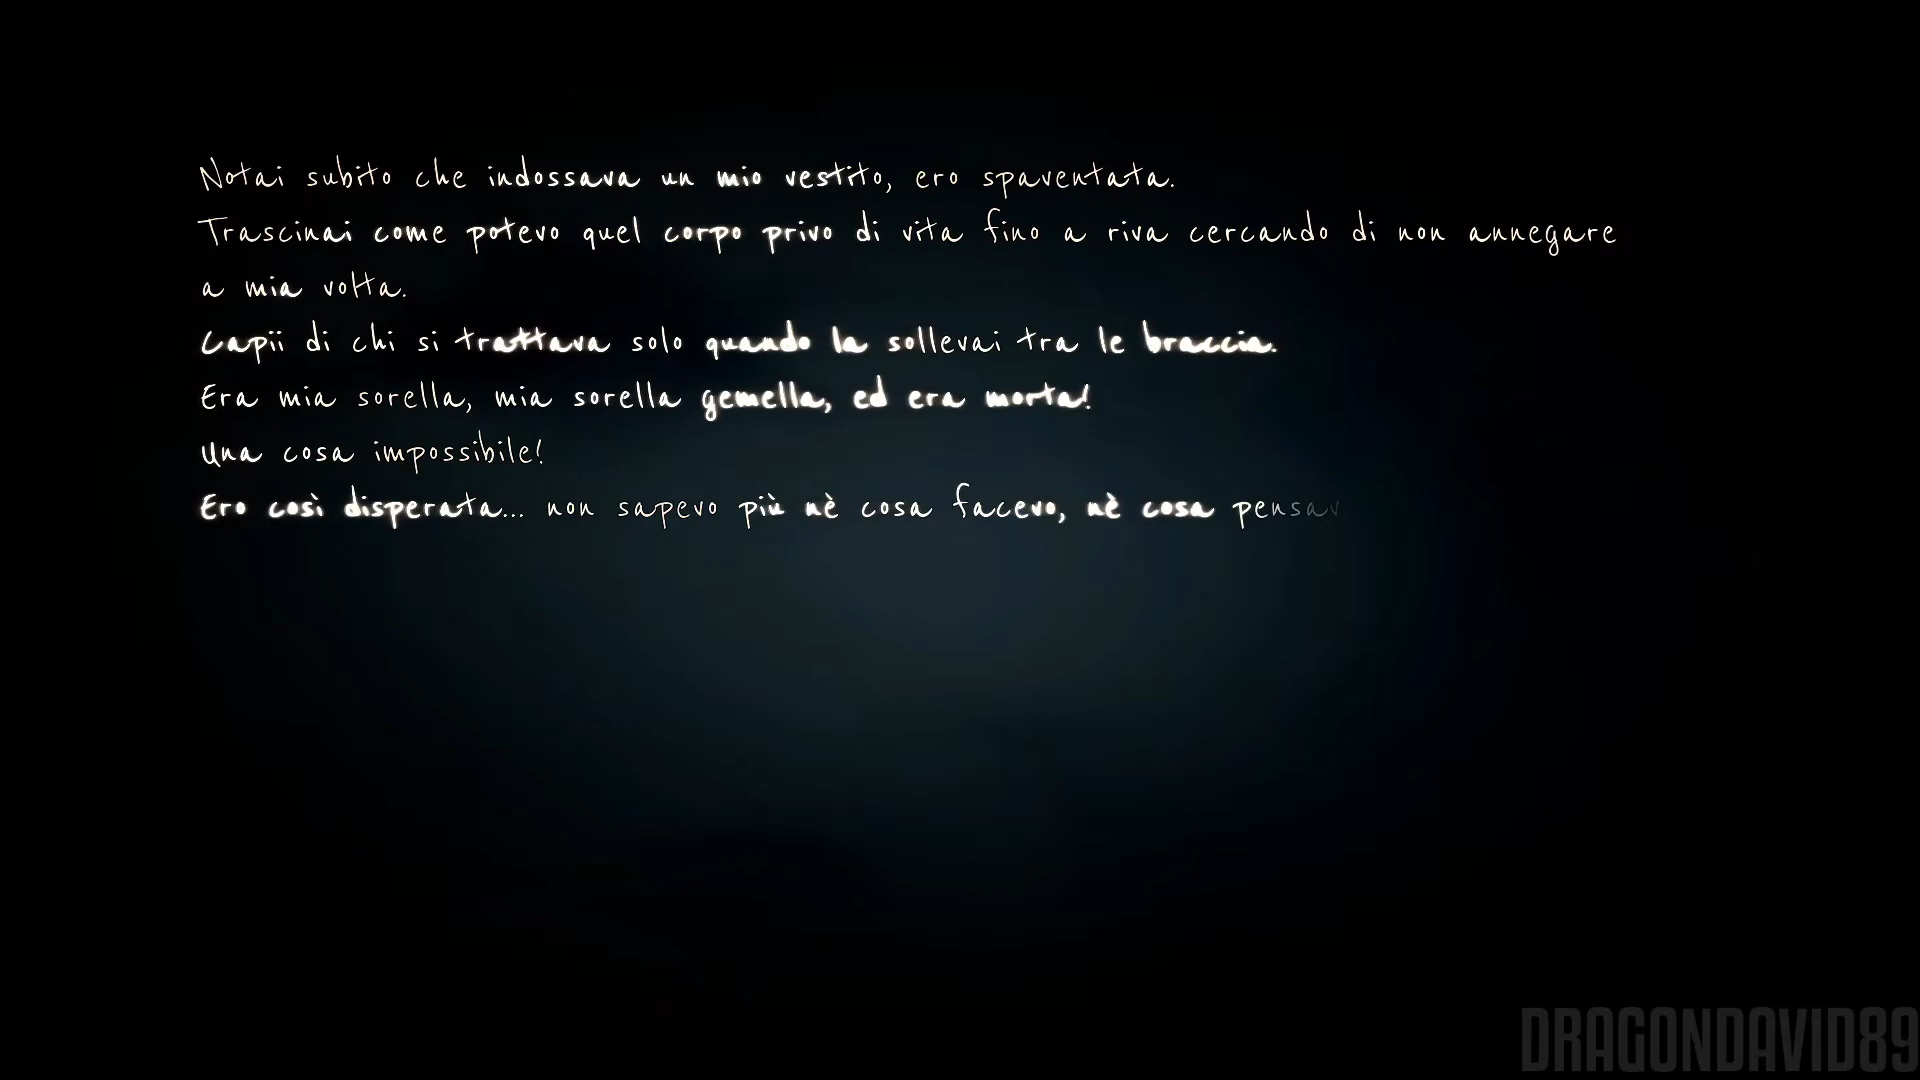 Notai subito che indossava un mio vestito, ero spaventata.
Trascinai come potevo quel corpo privo di vita fino a riva cercando di non annegare
a mia volta.
Capii di chi si trattava solo quando la sollevai tra le braccia.
Era mia sorella, mia sorella gemella, ed era morta!
Una cosa impossibile!
Ero così disperata... non sapevo più nè cosa facevo, nè cosa pensav
DRAGONDAVID89